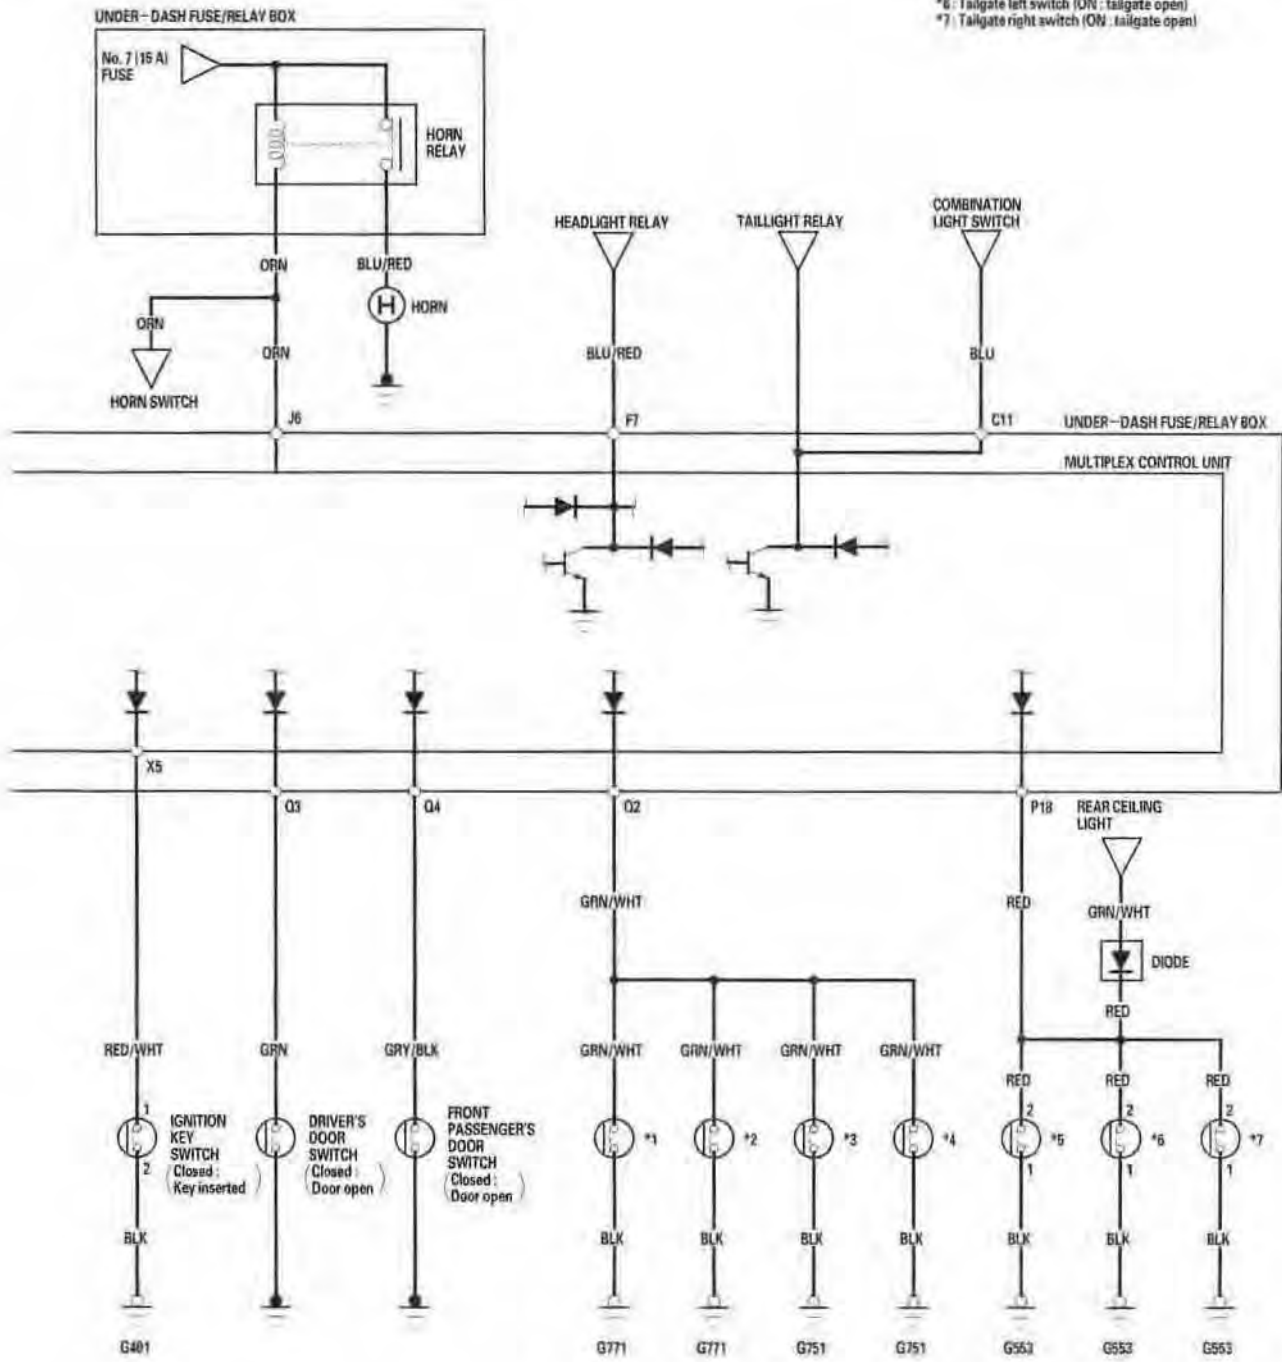 *6 : Tailgate left switch (ON : tailgate open)
*7 : Tailgate right switch (ON : tailgate open)
UNDER-DASH FUSE/RELAY BOX
No. 7 (15 A)
FUSE
HORN
RELAY
ORN
BLU/RED
HORN
ORN
ORN
HORN SWITCH
HEADLIGHT RELAY
TAILLIGHT RELAY
COMBINATION
LIGHT SWITCH
BLU/RED
BLU
J6
F7
C11
UNDER-DASH FUSE/RELAY BOX
MULTIPLEX CONTROL UNIT
X5
Q3
Q4
Q2
P18
REAR CEILING
LIGHT
GRN/WHT
RED
GRN/WHT
DIODE
RED
RED/WHT
GRN
GRY/BLK
GRN/WHT
GRN/WHT
GRN/WHT
GRN/WHT
RED
RED
RED
1
IGNITION
KEY
SWITCH
(Closed :
Key inserted)
2
DRIVER'S
DOOR
SWITCH
(Closed :
Door open)
FRONT
PASSENGER'S
DOOR
SWITCH
(Closed :
Door open)
*1
*2
*3
*4
2
*5
1
2
*6
1
2
*7
1
BLK
BLK
BLK
BLK
BLK
BLK
BLK
BLK
G401
G771
G771
G751
G751
G553
G553
G553